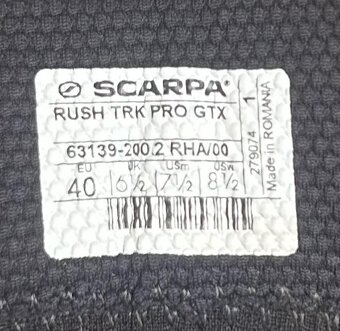 SCARPA
RUSH TRK PRO GTX
63139-200.2 RHA/00
EU UK USm USw
40 6½ 7½ 8½
279074 1
Made in ROMANIA